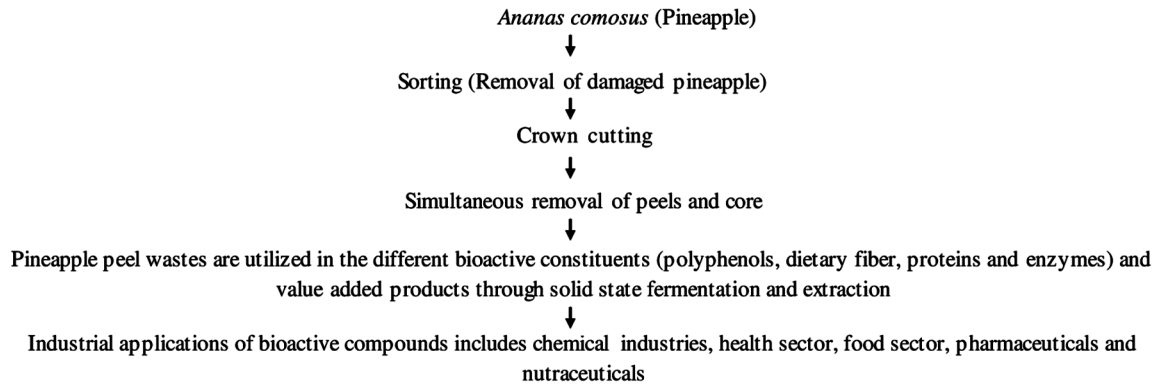 Ananas comosus (Pineapple)
Sorting (Removal of damaged pineapple)
Crown cutting
Simultaneous removal of peels and core
Pineapple peel wastes are utilized in the different bioactive constituents (polyphenols, dietary fiber, proteins and enzymes) and
value added products through solid state fermentation and extraction
Industrial applications of bioactive compounds includes chemical industries, health sector, food sector, pharmaceuticals and
nutraceuticals